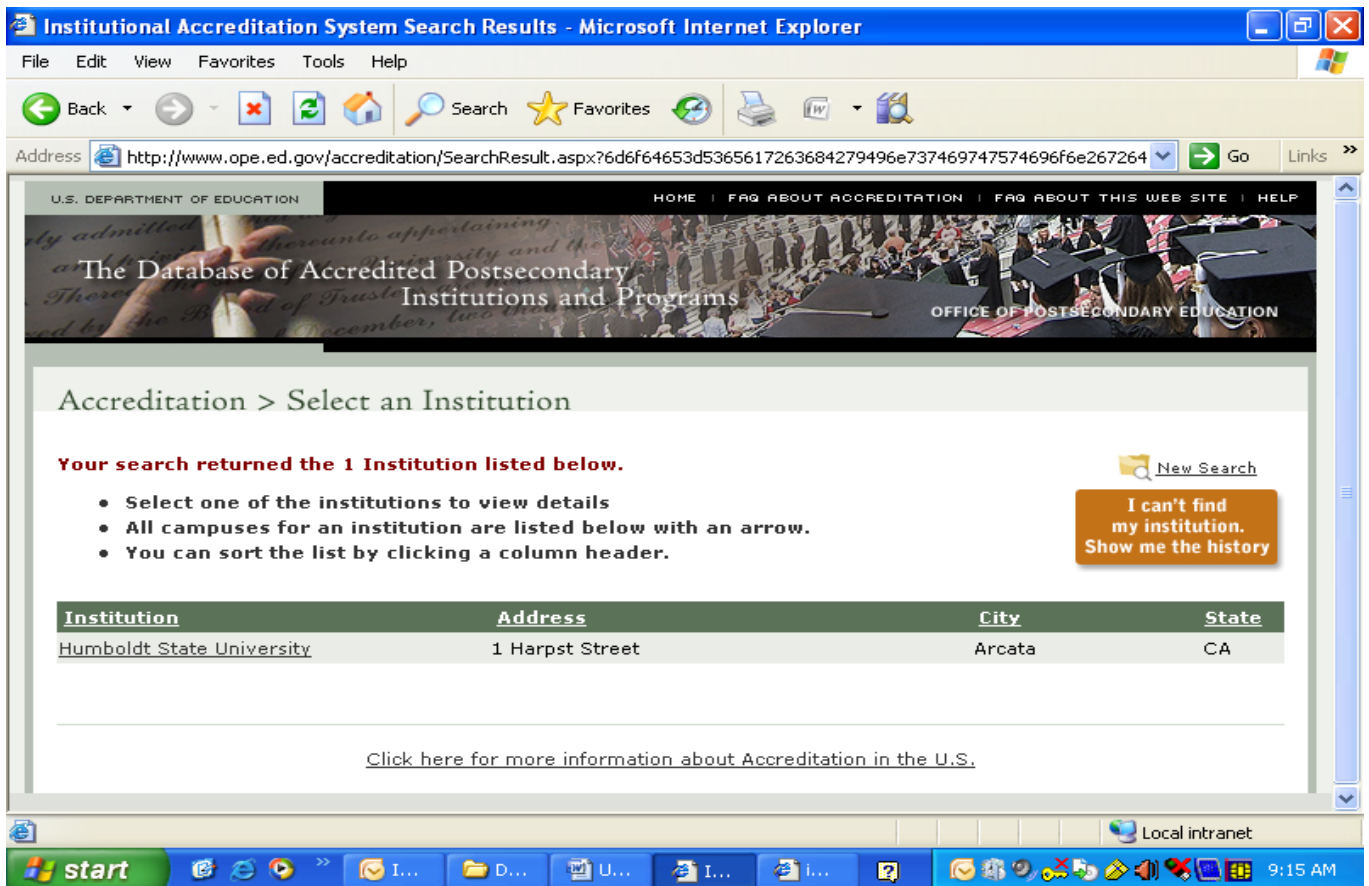 Institutional Accreditation System Search Results - Microsoft Internet Explorer
File Edit View Favorites Tools Help
Back Search Favorites
Address http://www.ope.ed.gov/accreditation/SearchResult.aspx?6d6f64653d5365617263684279496e737469747574696f6e267264 Go Links »
U.S. DEPARTMENT OF EDUCATION HOME | FAQ ABOUT ACCREDITATION | FAQ ABOUT THIS WEB SITE | HELP
admitted
thereunto appertaining
and the
The Database of Accredited Postsecondary
Institutions and Programs
OFFICE OF POSTSECONDARY EDUCATION
Accreditation > Select an Institution
Your search returned the 1 Institution listed below.
New Search
• Select one of the institutions to view details
• All campuses for an institution are listed below with an arrow.
• You can sort the list by clicking a column header.
I can't find
my institution.
Show me the history
Institution Address City State
Humboldt State University 1 Harpst Street Arcata CA
Click here for more information about Accreditation in the U.S.
Local intranet
start » I... D... U... I... i... 9:15 AM